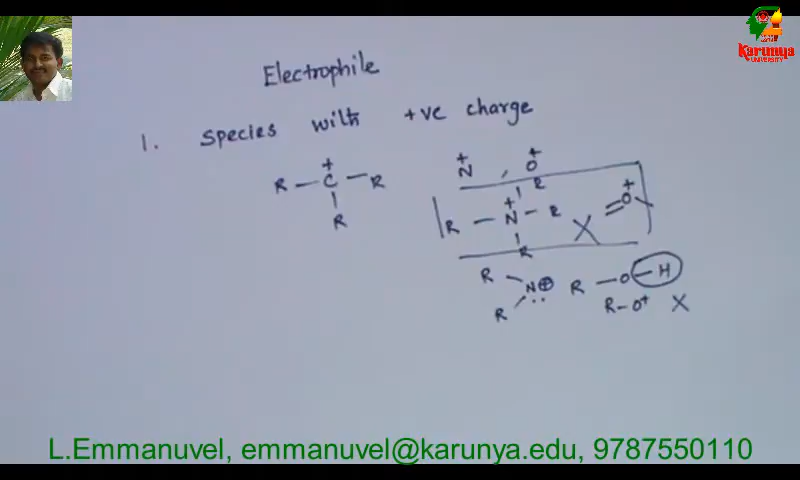 Karunya
UNIVERSITY
Electrophile
1. Species with +ve charge
+ + +
R — C — R N , O
R R
+ +
R — N — R X = O
R R
R — N⊕ R — O — H
R R — O+ X
L.Emmanuvel, emmanuvel@karunya.edu, 9787550110